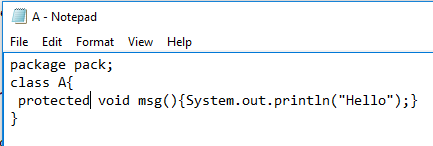 A - Notepad
File Edit Format View Help
package pack;
class A{
 protected void msg(){System.out.println("Hello");}
}